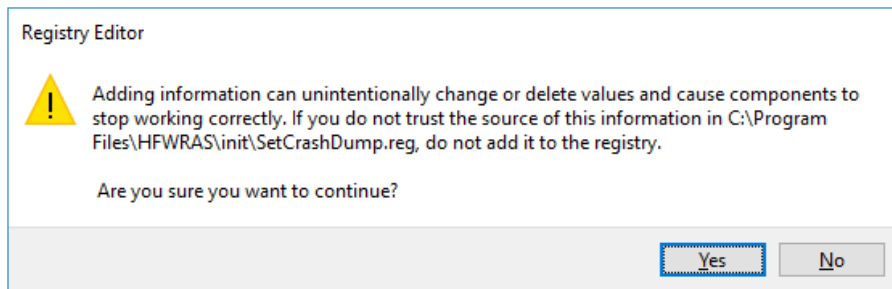 Registry Editor
Adding information can unintentionally change or delete values and cause components to
stop working correctly. If you do not trust the source of this information in C:\Program
Files\HFWRAS\init\SetCrashDump.reg, do not add it to the registry.
Are you sure you want to continue?
Yes No